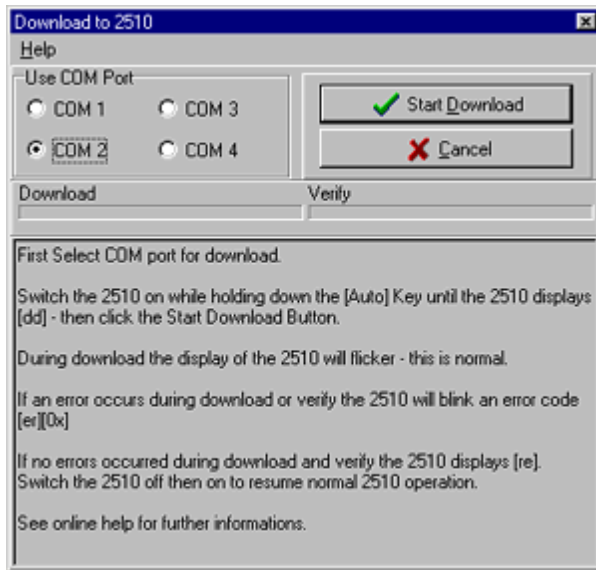 Download to 2510
Help
Use COM Port
COM 1
COM 3
COM 2
COM 4
Start Download
Cancel
Download
Verify
First Select COM port for download.
Switch the 2510 on while holding down the [Auto] Key until the 2510 displays
[dd] - then click the Start Download Button.
During download the display of the 2510 will flicker - this is normal.
If an error occurs during download or verify the 2510 will blink an error code
[er][0x]
If no errors occurred during download and verify the 2510 displays [re].
Switch the 2510 off then on to resume normal 2510 operation.
See online help for further informations.